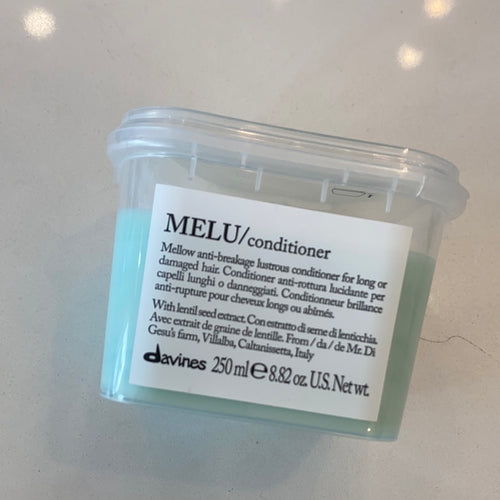 MELU/conditioner
Mellow anti-breakage lustrous conditioner for long or
damaged hair. Conditioner anti-rottura lucidante per
capelli lunghi o danneggiati. Conditionneur brillance
anti-rupture pour cheveux longs ou abîmés.
With lentil seed extract. Con estratto di seme di lenticchia.
Avec extrait de graine de lentille. From / da / de Mr. Di
Gesu's farm, Villalba, Caltanissetta, Italy
davines 250 ml ℮ 8.82 oz. U.S. Net wt.